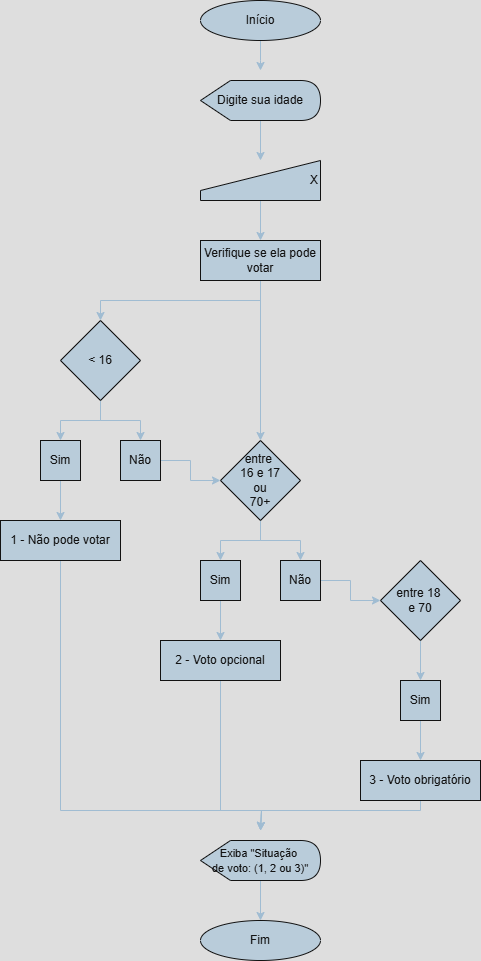 Início
Digite sua idade
X
Verifique se ela pode
votar
< 16
Sim
Não
entre
16 e 17
ou
70+
1 - Não pode votar
Sim
Não
entre 18
e 70
2 - Voto opcional
Sim
3 - Voto obrigatório
Exiba "Situação
de voto: (1, 2 ou 3)"
Fim